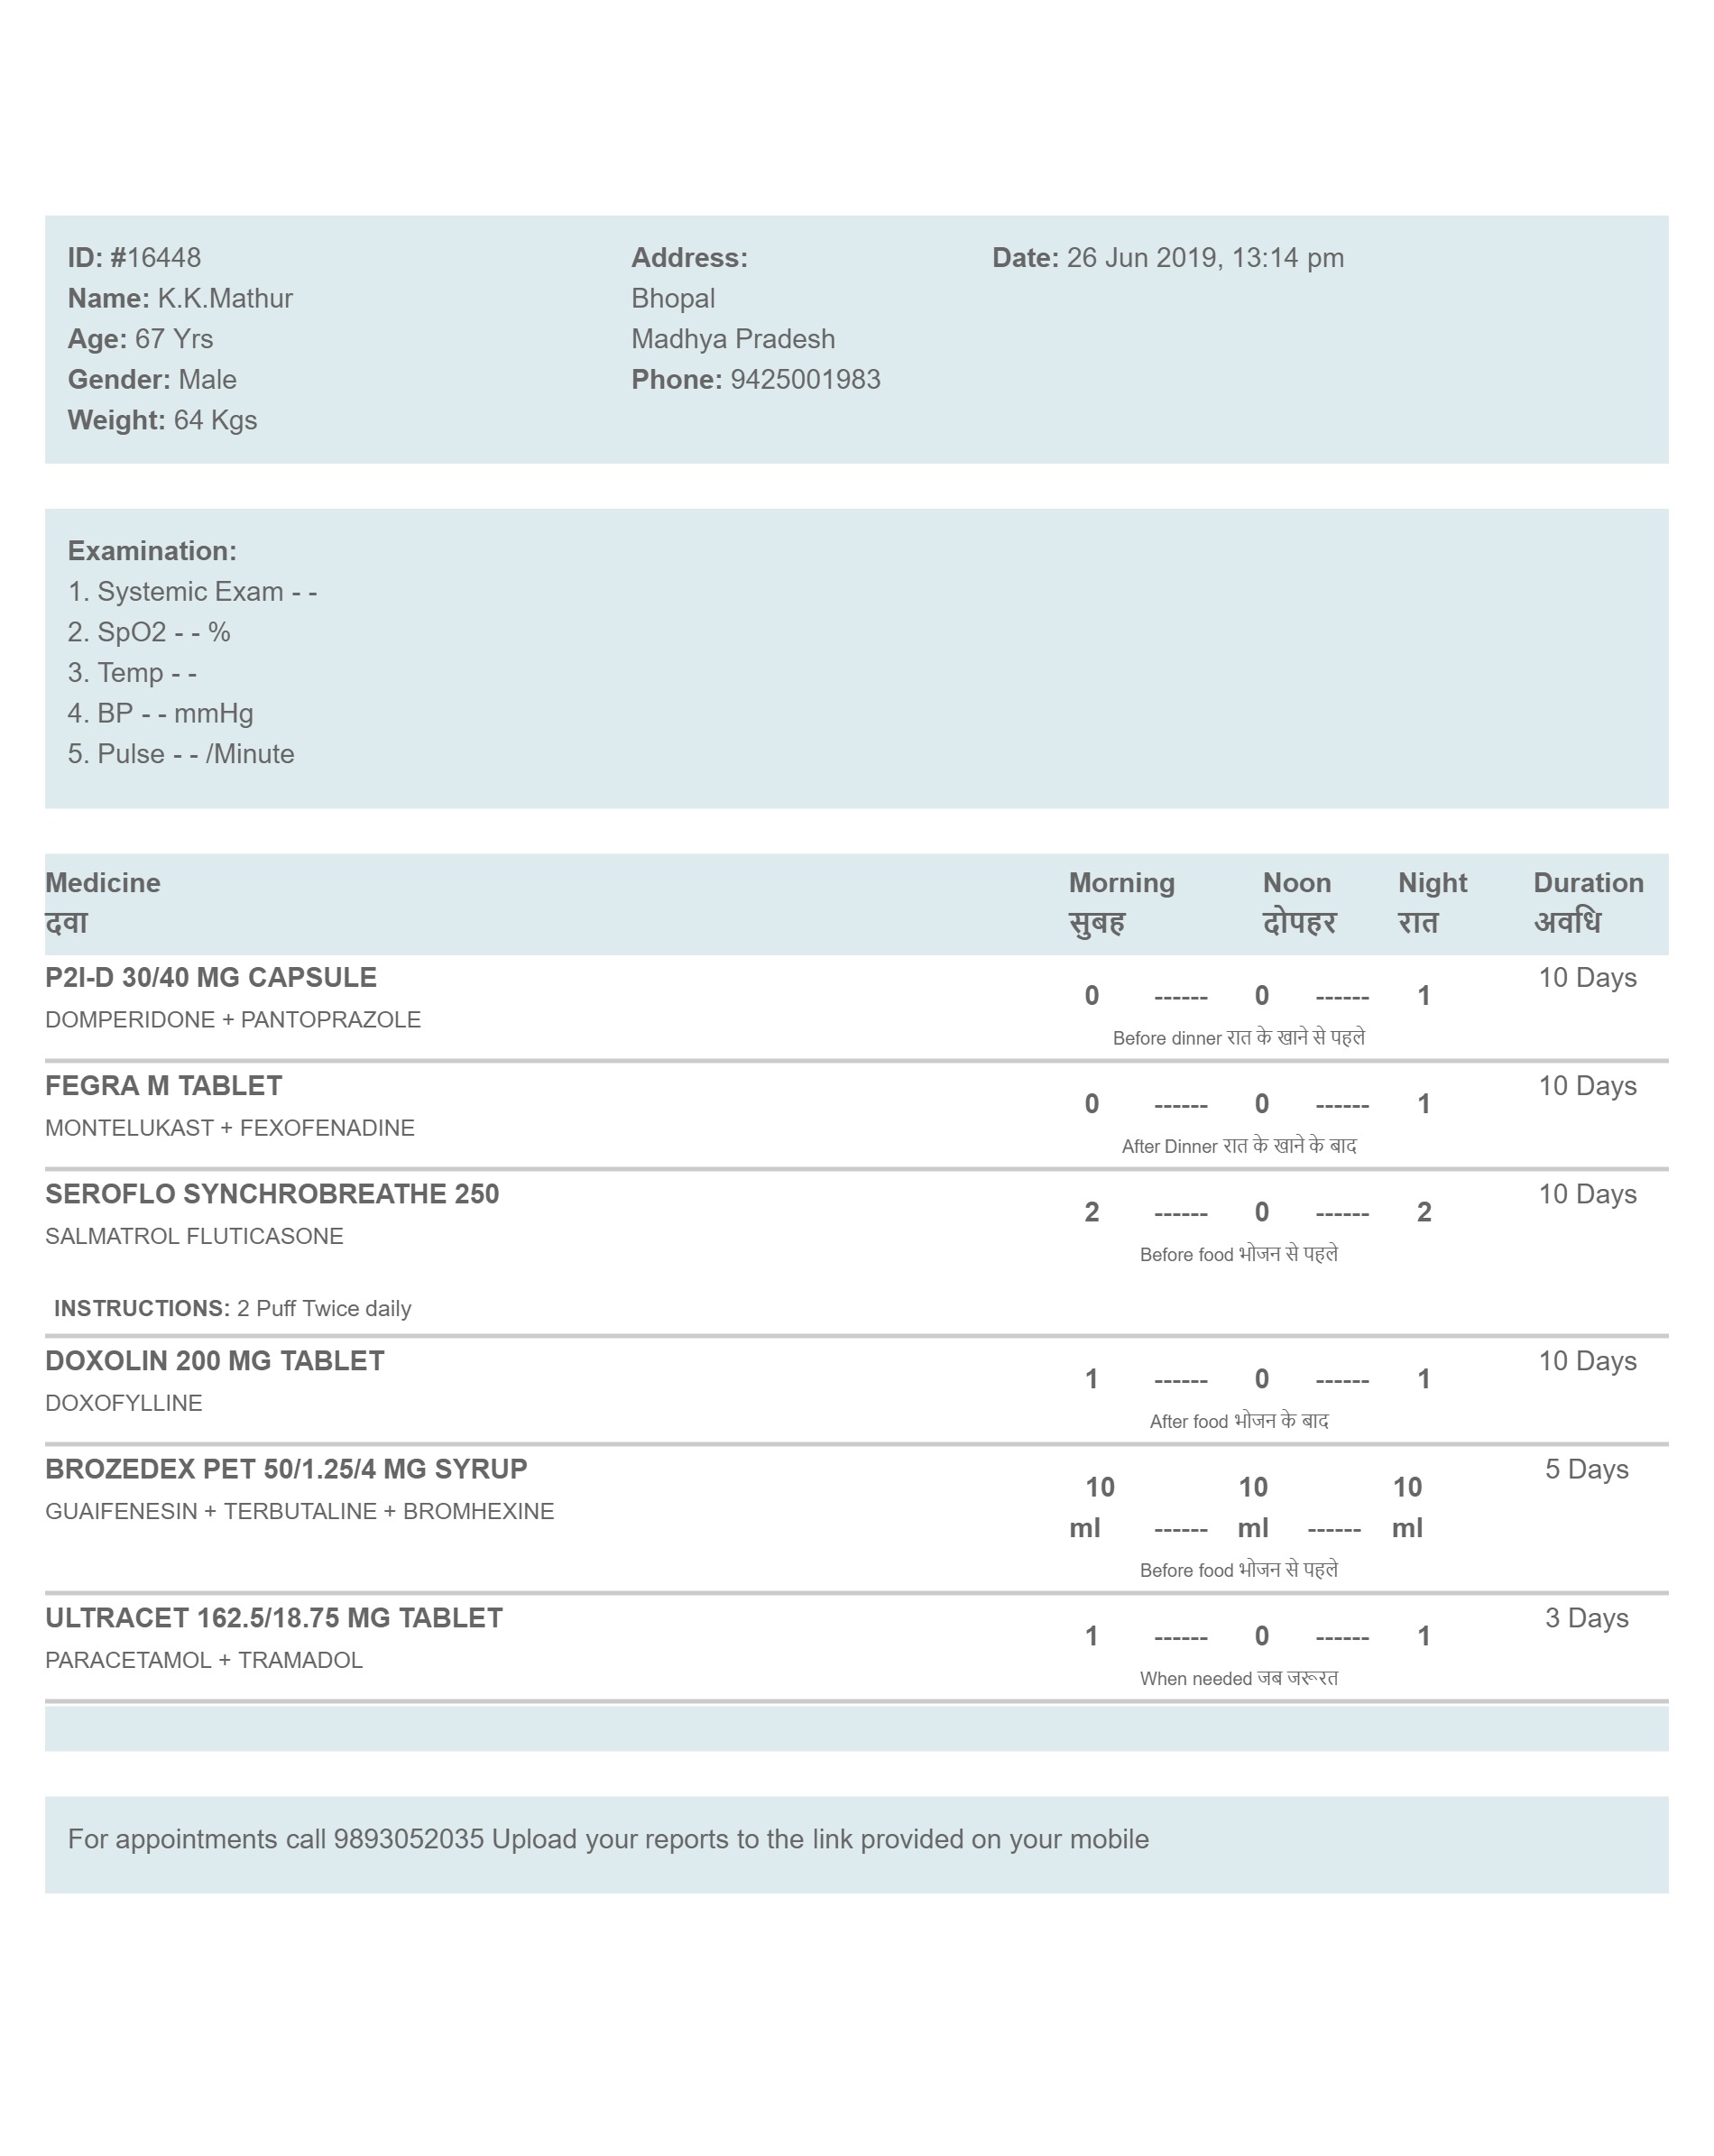 ID: #16448 Address: Date: 26 Jun 2019, 13:14 pm
Name: K.K.Mathur Bhopal
Age: 67 Yrs Madhya Pradesh
Gender: Male Phone: 9425001983
Weight: 64 Kgs
Examination:
1. Systemic Exam - -
2. SpO2 - - %
3. Temp - -
4. BP - - mmHg
5. Pulse - - /Minute
Medicine Morning Noon Night Duration
दवा सुबह दोपहर रात अवधि
P2I-D 30/40 MG CAPSULE 10 Days
0 ------ 0 ------ 1
DOMPERIDONE + PANTOPRAZOLE
Before dinner रात के खाने से पहले
FEGRA M TABLET 10 Days
0 ------ 0 ------ 1
MONTELUKAST + FEXOFENADINE
After Dinner रात के खाने के बाद
SEROFLO SYNCHROBREATHE 250 10 Days
2 ------ 0 ------ 2
SALMATROL FLUTICASONE
Before food भोजन से पहले
INSTRUCTIONS: 2 Puff Twice daily
DOXOLIN 200 MG TABLET 10 Days
1 ------ 0 ------ 1
DOXOFYLLINE
After food भोजन के बाद
BROZEDEX PET 50/1.25/4 MG SYRUP 5 Days
10 10 10
GUAIFENESIN + TERBUTALINE + BROMHEXINE
ml ------ ml ------ ml
Before food भोजन से पहले
ULTRACET 162.5/18.75 MG TABLET 3 Days
1 ------ 0 ------ 1
PARACETAMOL + TRAMADOL
When needed जब जरूरत
For appointments call 9893052035 Upload your reports to the link provided on your mobile